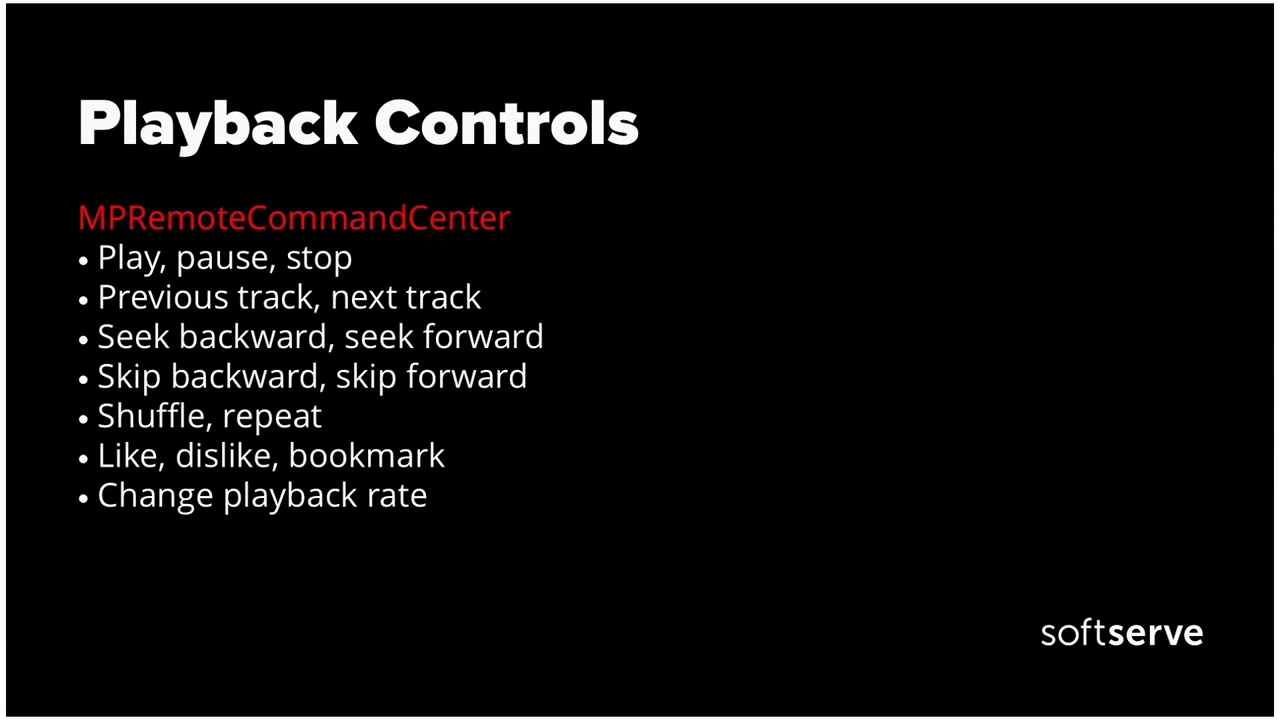 Playback Controls
MPRemoteCommandCenter
• Play, pause, stop
• Previous track, next track
• Seek backward, seek forward
• Skip backward, skip forward
• Shuffle, repeat
• Like, dislike, bookmark
• Change playback rate
softserve